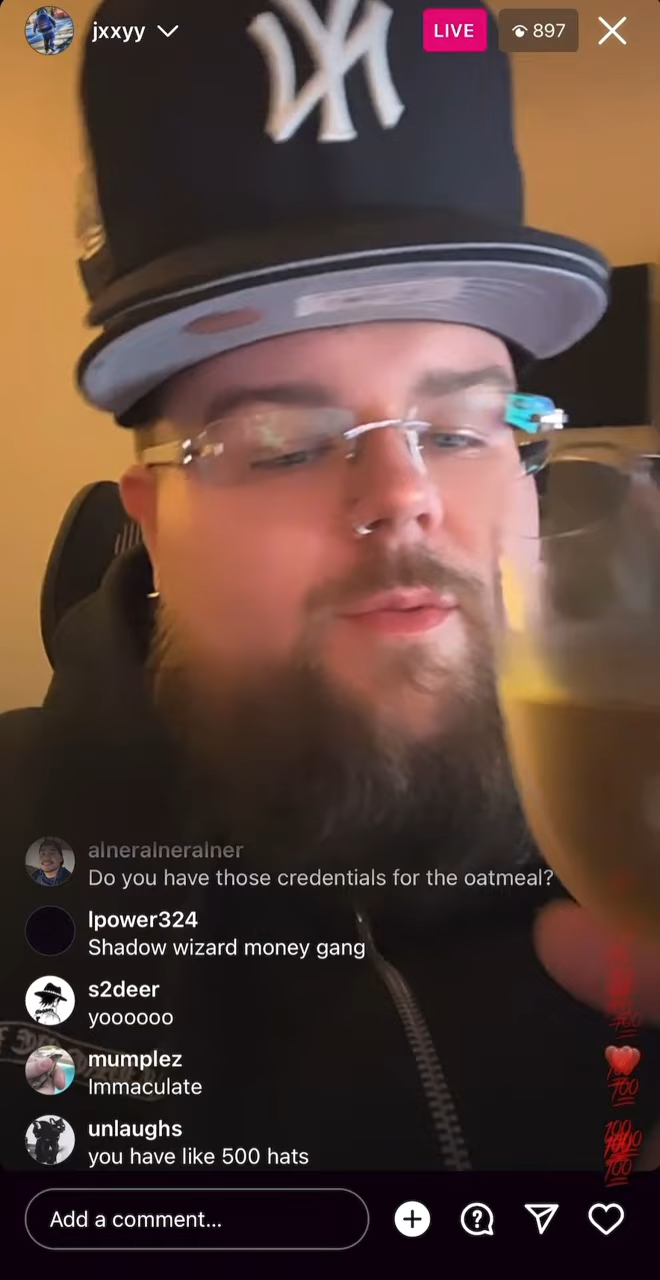 jxxyy
LIVE
897
NY
alneralneralner
Do you have those credentials for the oatmeal?
lpower324
Shadow wizard money gang
s2deer
yoooooo
mumplez
Immaculate
unlaughs
you have like 500 hats
Add a comment...